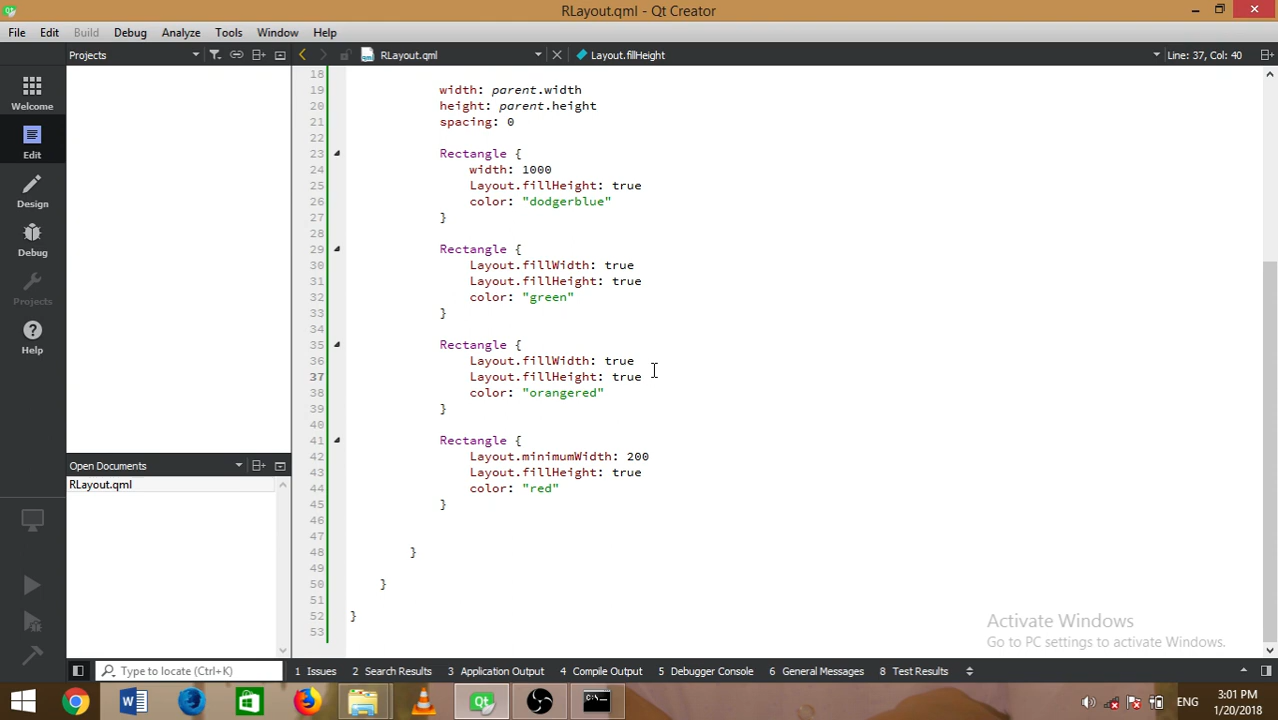 RLayout.qml - Qt Creator
File Edit Build Debug Analyze Tools Window Help
Projects RLayout.qml Layout.fillHeight Line: 37, Col: 40
Welcome
Edit
Design
Debug
Projects
Help
18
19 width: parent.width
20 height: parent.height
21 spacing: 0
22
23 Rectangle {
24 width: 1000
25 Layout.fillHeight: true
26 color: "dodgerblue"
27 }
28
29 Rectangle {
30 Layout.fillWidth: true
31 Layout.fillHeight: true
32 color: "green"
33 }
34
35 Rectangle {
36 Layout.fillWidth: true
37 Layout.fillHeight: true
38 color: "orangered"
39 }
40
41 Rectangle {
42 Layout.minimumWidth: 200
43 Layout.fillHeight: true
44 color: "red"
45 }
46
47
48 }
49
50 }
51
52 }
53
Open Documents
RLayout.qml
Activate Windows
Go to PC settings to activate Windows.
Type to locate (Ctrl+K) 1 Issues 2 Search Results 3 Application Output 4 Compile Output 5 Debugger Console 6 General Messages 8 Test Results
ENG
3:01 PM
1/20/2018